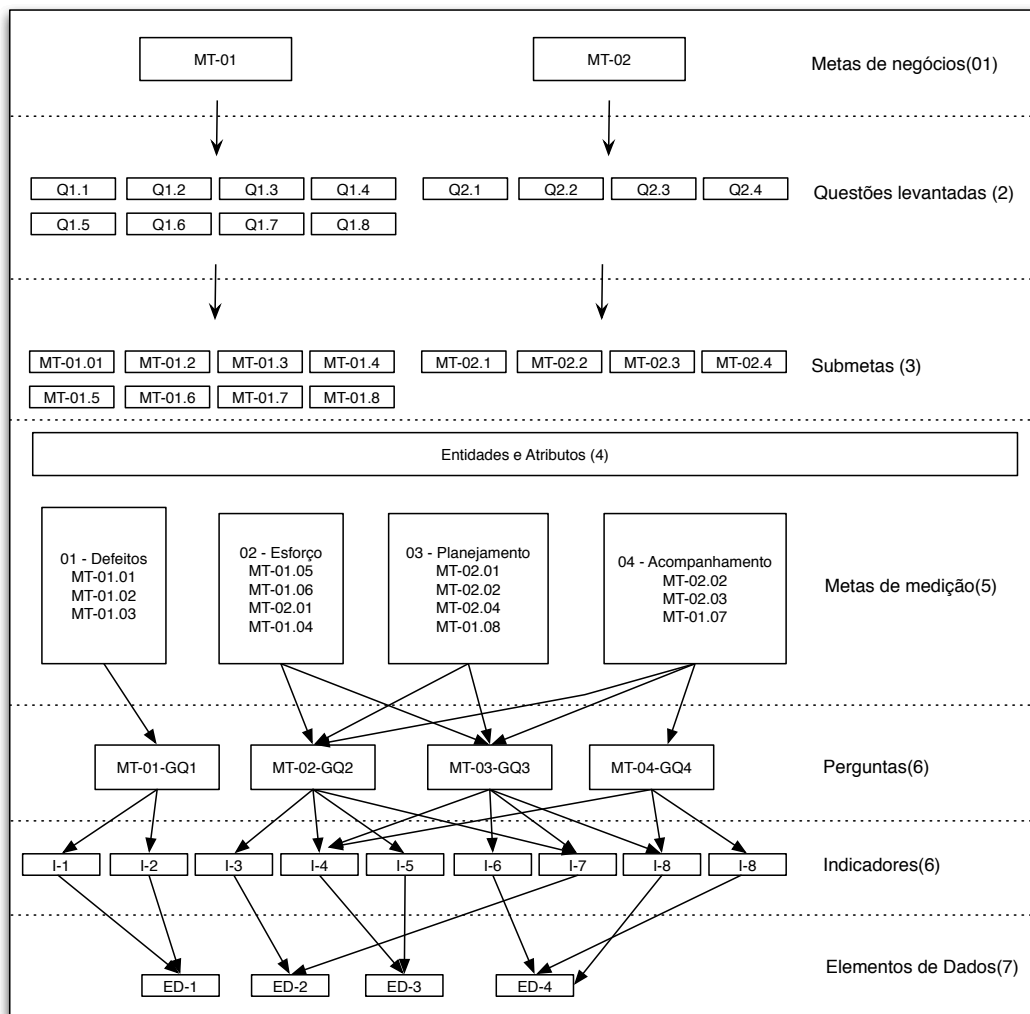 MT-01
MT-02
Metas de negócios(01)
Q1.1
Q1.2
Q1.3
Q1.4
Q2.1
Q2.2
Q2.3
Q2.4
Questões levantadas (2)
Q1.5
Q1.6
Q1.7
Q1.8
MT-01.01
MT-01.2
MT-01.3
MT-01.4
MT-02.1
MT-02.2
MT-02.3
MT-02.4
Submetas (3)
MT-01.5
MT-01.6
MT-01.7
MT-01.8
Entidades e Atributos (4)
01 - Defeitos
MT-01.01
MT-01.02
MT-01.03
02 - Esforço
MT-01.05
MT-01.06
MT-02.01
MT-01.04
03 - Planejamento
MT-02.01
MT-02.02
MT-02.04
MT-01.08
04 - Acompanhamento
MT-02.02
MT-02.03
MT-01.07
Metas de medição(5)
MT-01-GQ1
MT-02-GQ2
MT-03-GQ3
MT-04-GQ4
Perguntas(6)
I-1
I-2
I-3
I-4
I-5
I-6
I-7
I-8
I-8
Indicadores(6)
ED-1
ED-2
ED-3
ED-4
Elementos de Dados(7)